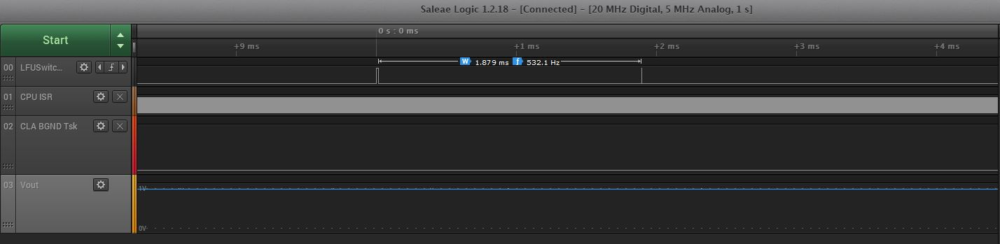 Saleae Logic 1.2.18 – [Connected] – [20 MHz Digital, 5 MHz Analog, 1 s]
Start
0 s : 0 ms
+9 ms +1 ms +2 ms +3 ms +4 ms
00 LFUSwitc...
W 1.879 ms f 532.1 Hz
01 CPU ISR
02 CLA BGND Tsk
03 Vout
1V
0V